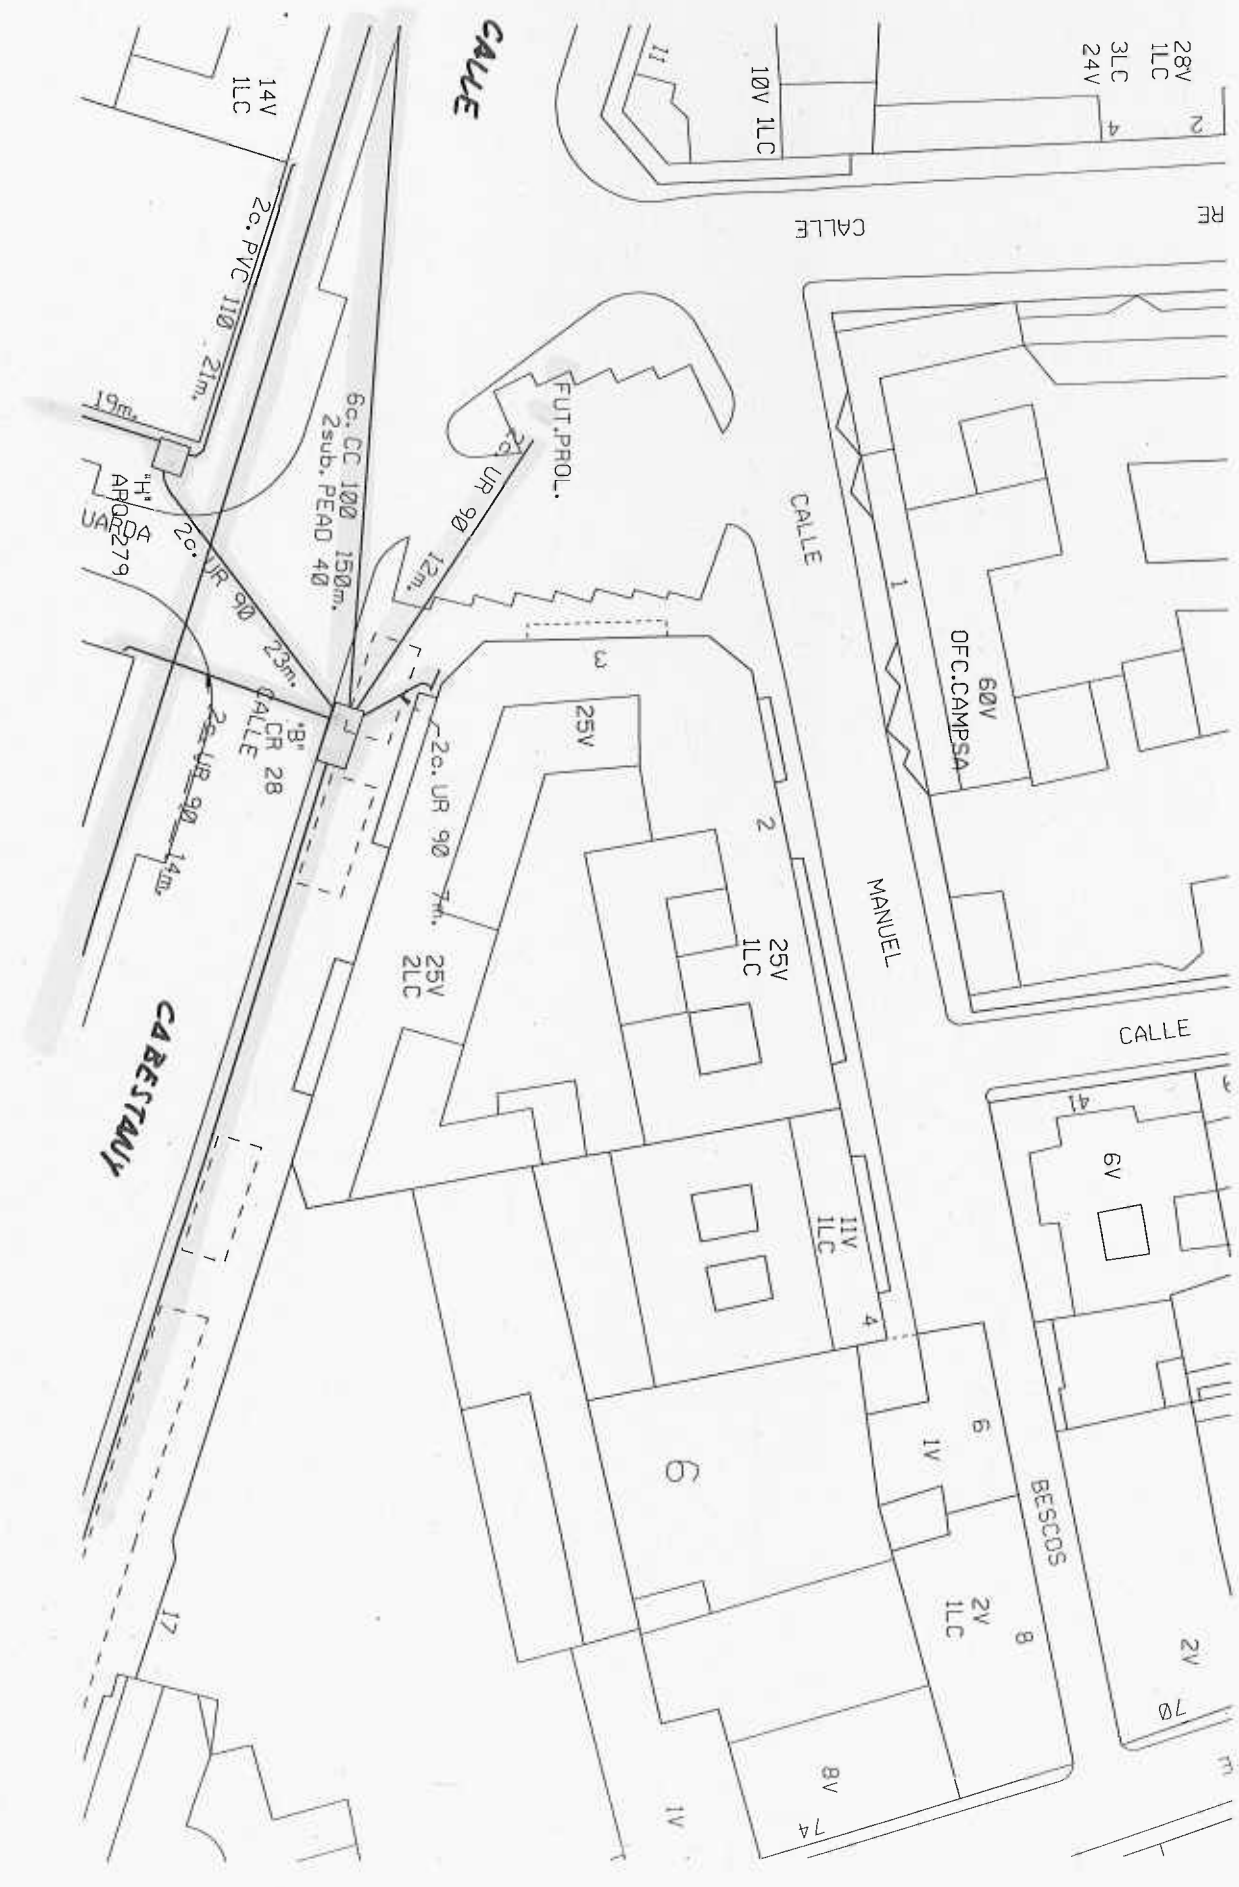 CALLE
14V
1LC
11
10V 1LC
28V
1LC
3LC
24V
4
2
CALLE
RE
2c. PVC 110 . 21m.
19m.
6c. CC 100 150m.
2sub. PEAD 40
FUT.PROL.
2c. UR 90 12m.
"H"
ARQ 279
UARDA
2c. UR 90 23m.
"B"
CR 28
CALLE
2c. UR 90 14m.
2c. UR 90 7m.
CALLE
1
60V
OFC.CAMPSA
3
25V
2
25V
1LC
25V
2LC
MANUEL
CALLE
CABESTANY
41
6V
11V
1LC
4
6
1V
6
BESCOS
2V
1LC
8
2V
70
17
8V
74
1V